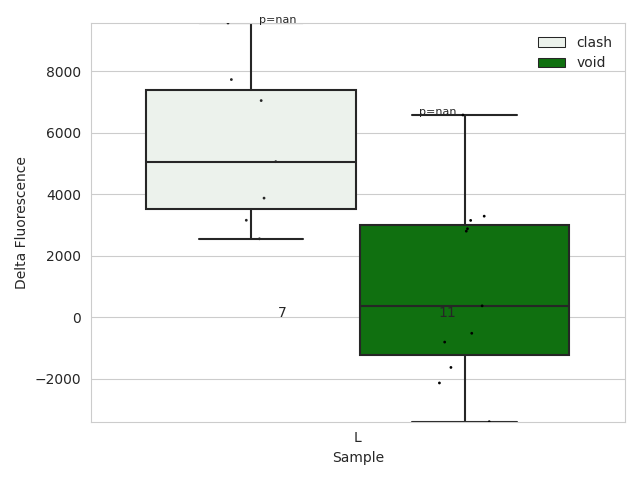 p=nan
clash
void
p=nan
8000
6000
4000
2000
0
−2000
Delta Fluorescence
7
11
L
Sample